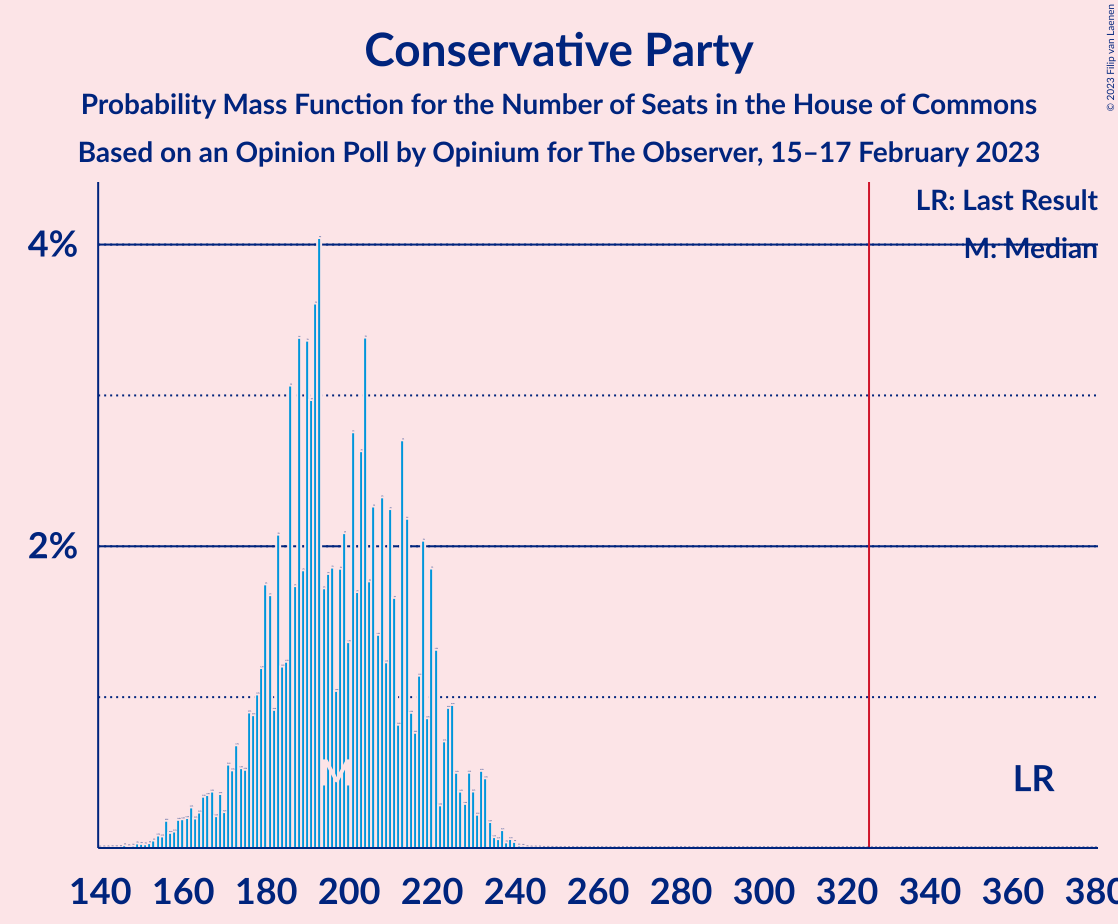 Conservative Party
Probability Mass Function for the Number of Seats in the House of Commons
Based on an Opinion Poll by Opinium for The Observer, 15–17 February 2023
© 2023 Filip van Laenen
LR: Last Result
M: Median
4%
2%
M
LR
140 160 180 200 220 240 260 280 300 320 340 360 380